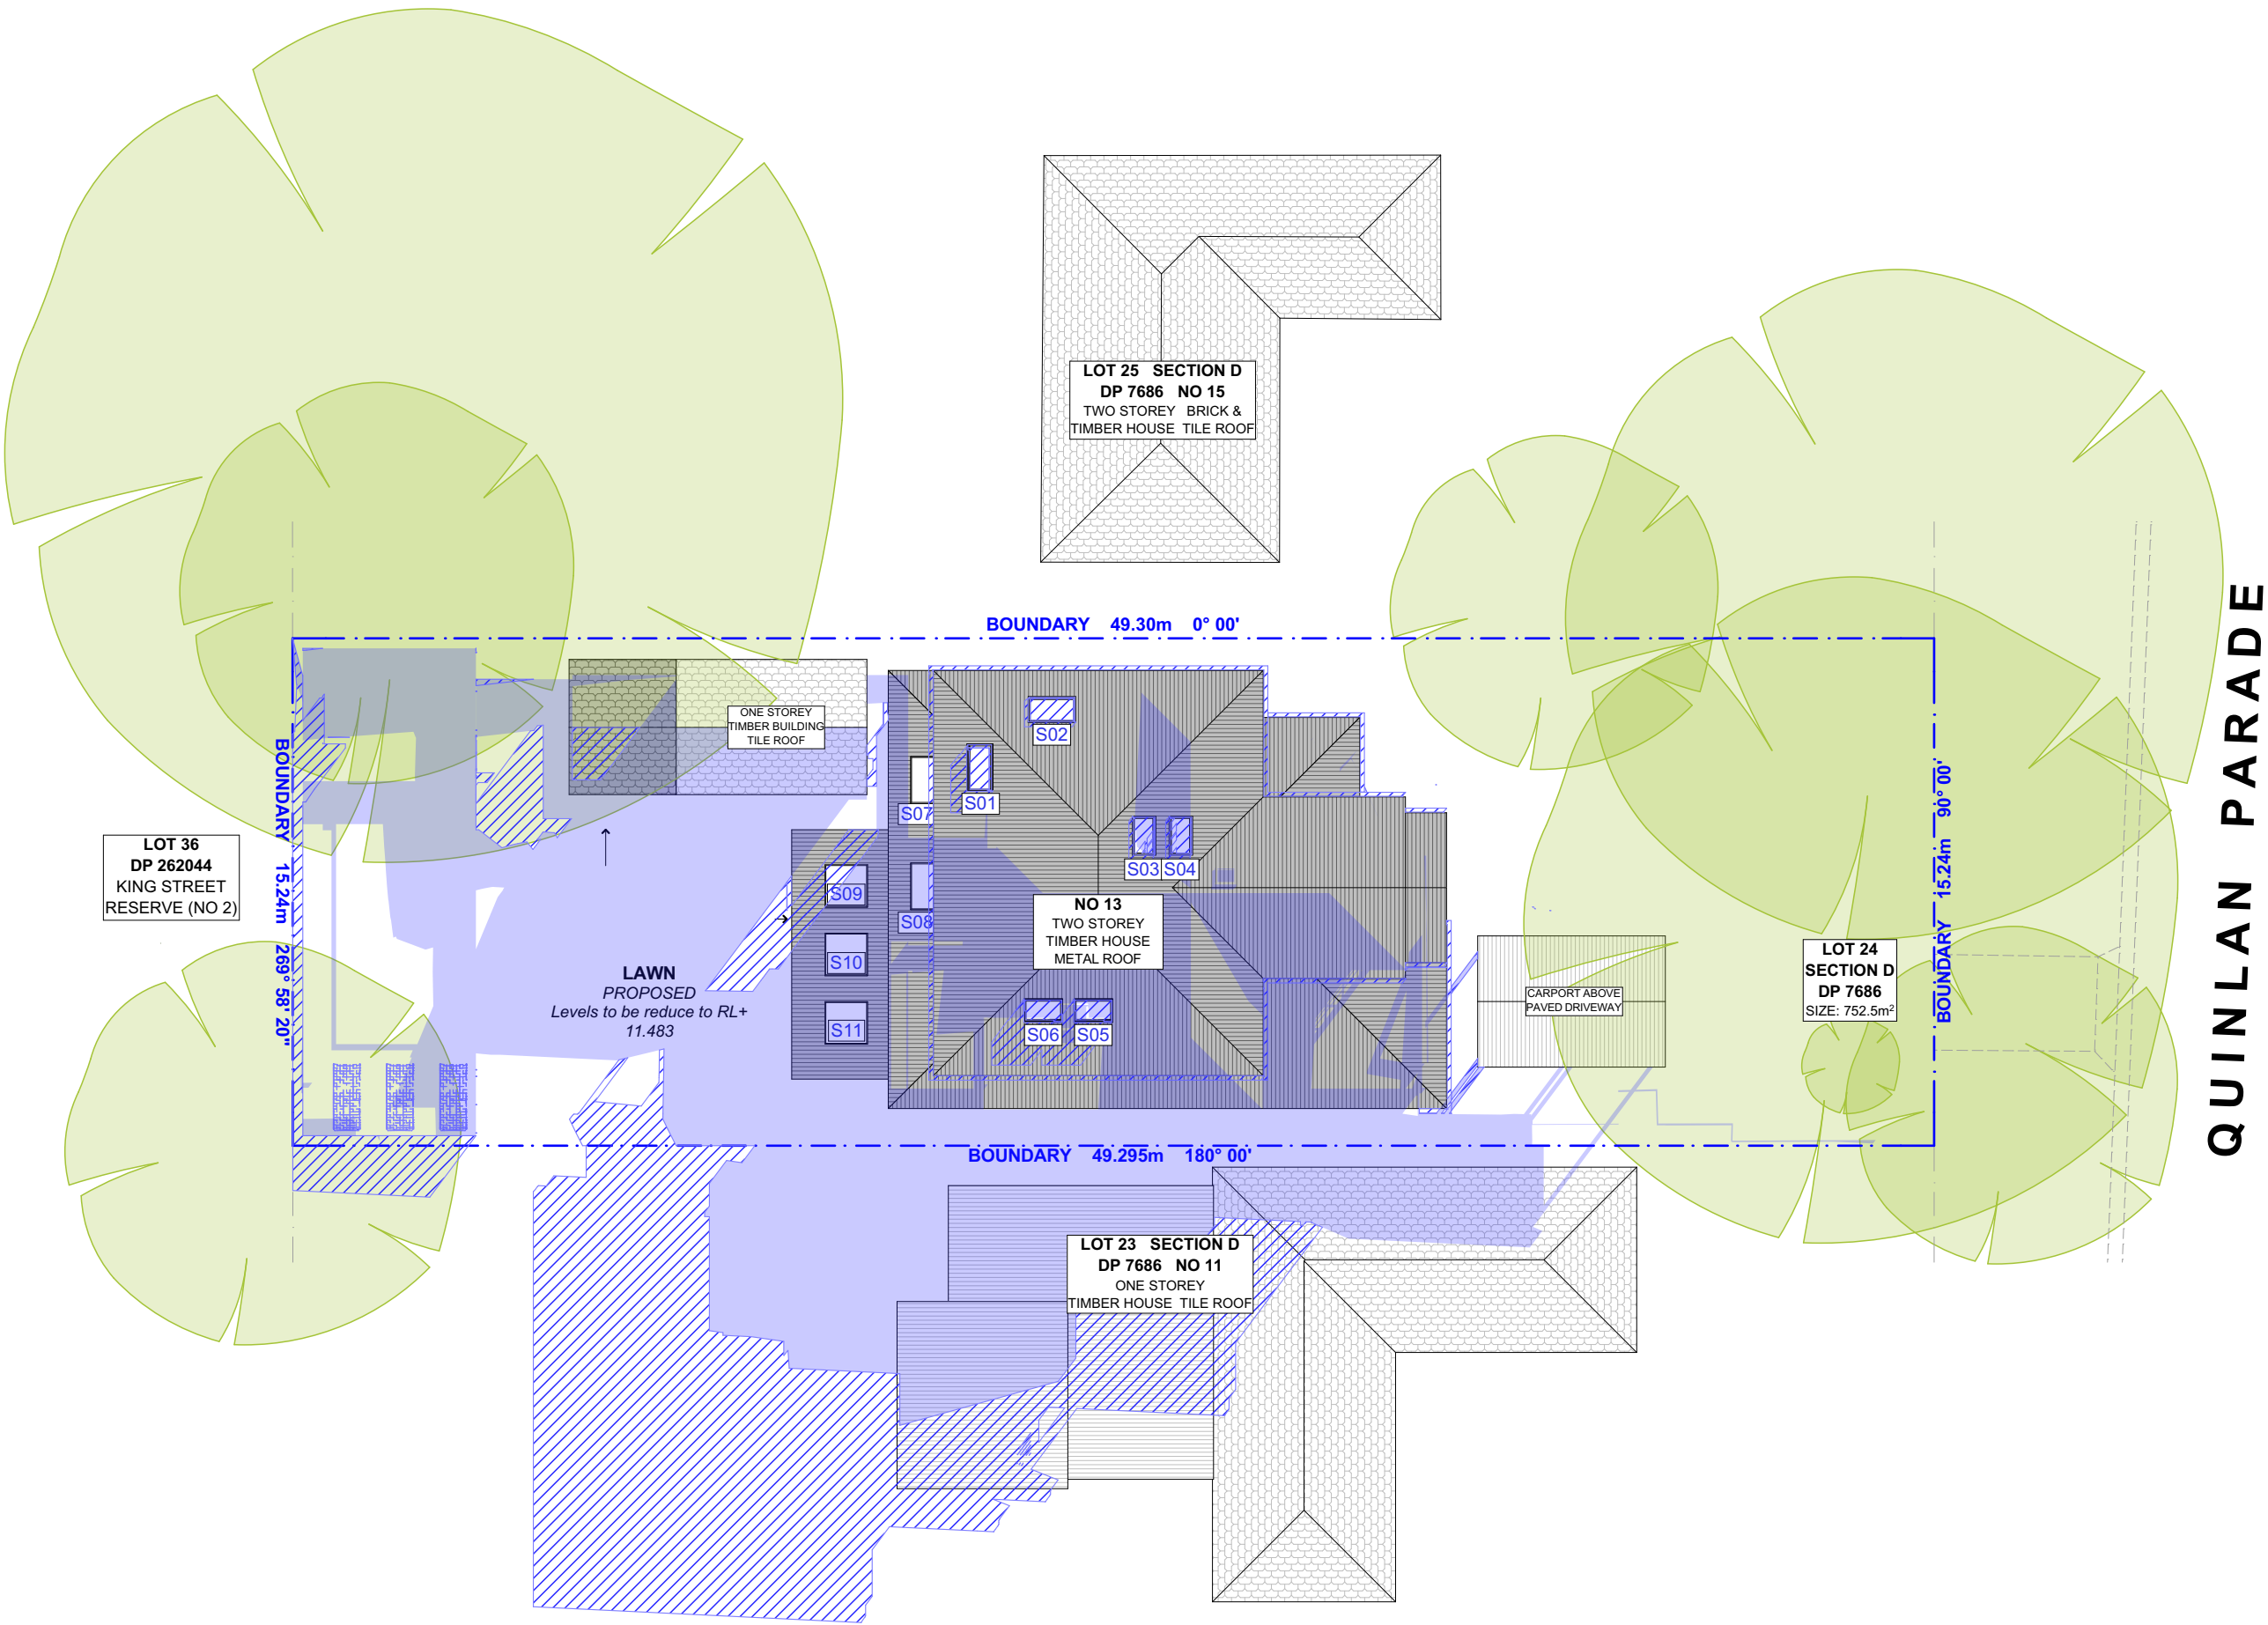 LOT 25 SECTION D
DP 7686 NO 15
TWO STOREY BRICK &
TIMBER HOUSE TILE ROOF
BOUNDARY 49.30m 0° 00'
ONE STOREY
TIMBER BUILDING
TILE ROOF
S02
S01
S07
S03
S04
S08
S09
S10
S11
S06
S05
NO 13
TWO STOREY
TIMBER HOUSE
METAL ROOF
LOT 36
DP 262044
KING STREET
RESERVE (NO 2)
BOUNDARY 15.24m 269° 58' 20"
LAWN
PROPOSED
Levels to be reduce to RL+
11.483
CARPORT ABOVE
PAVED DRIVEWAY
LOT 24
SECTION D
DP 7686
SIZE: 752.5m²
BOUNDARY 15.24m 90° 00'
QUINLAN PARADE
BOUNDARY 49.295m 180° 00'
LOT 23 SECTION D
DP 7686 NO 11
ONE STOREY
TIMBER HOUSE TILE ROOF